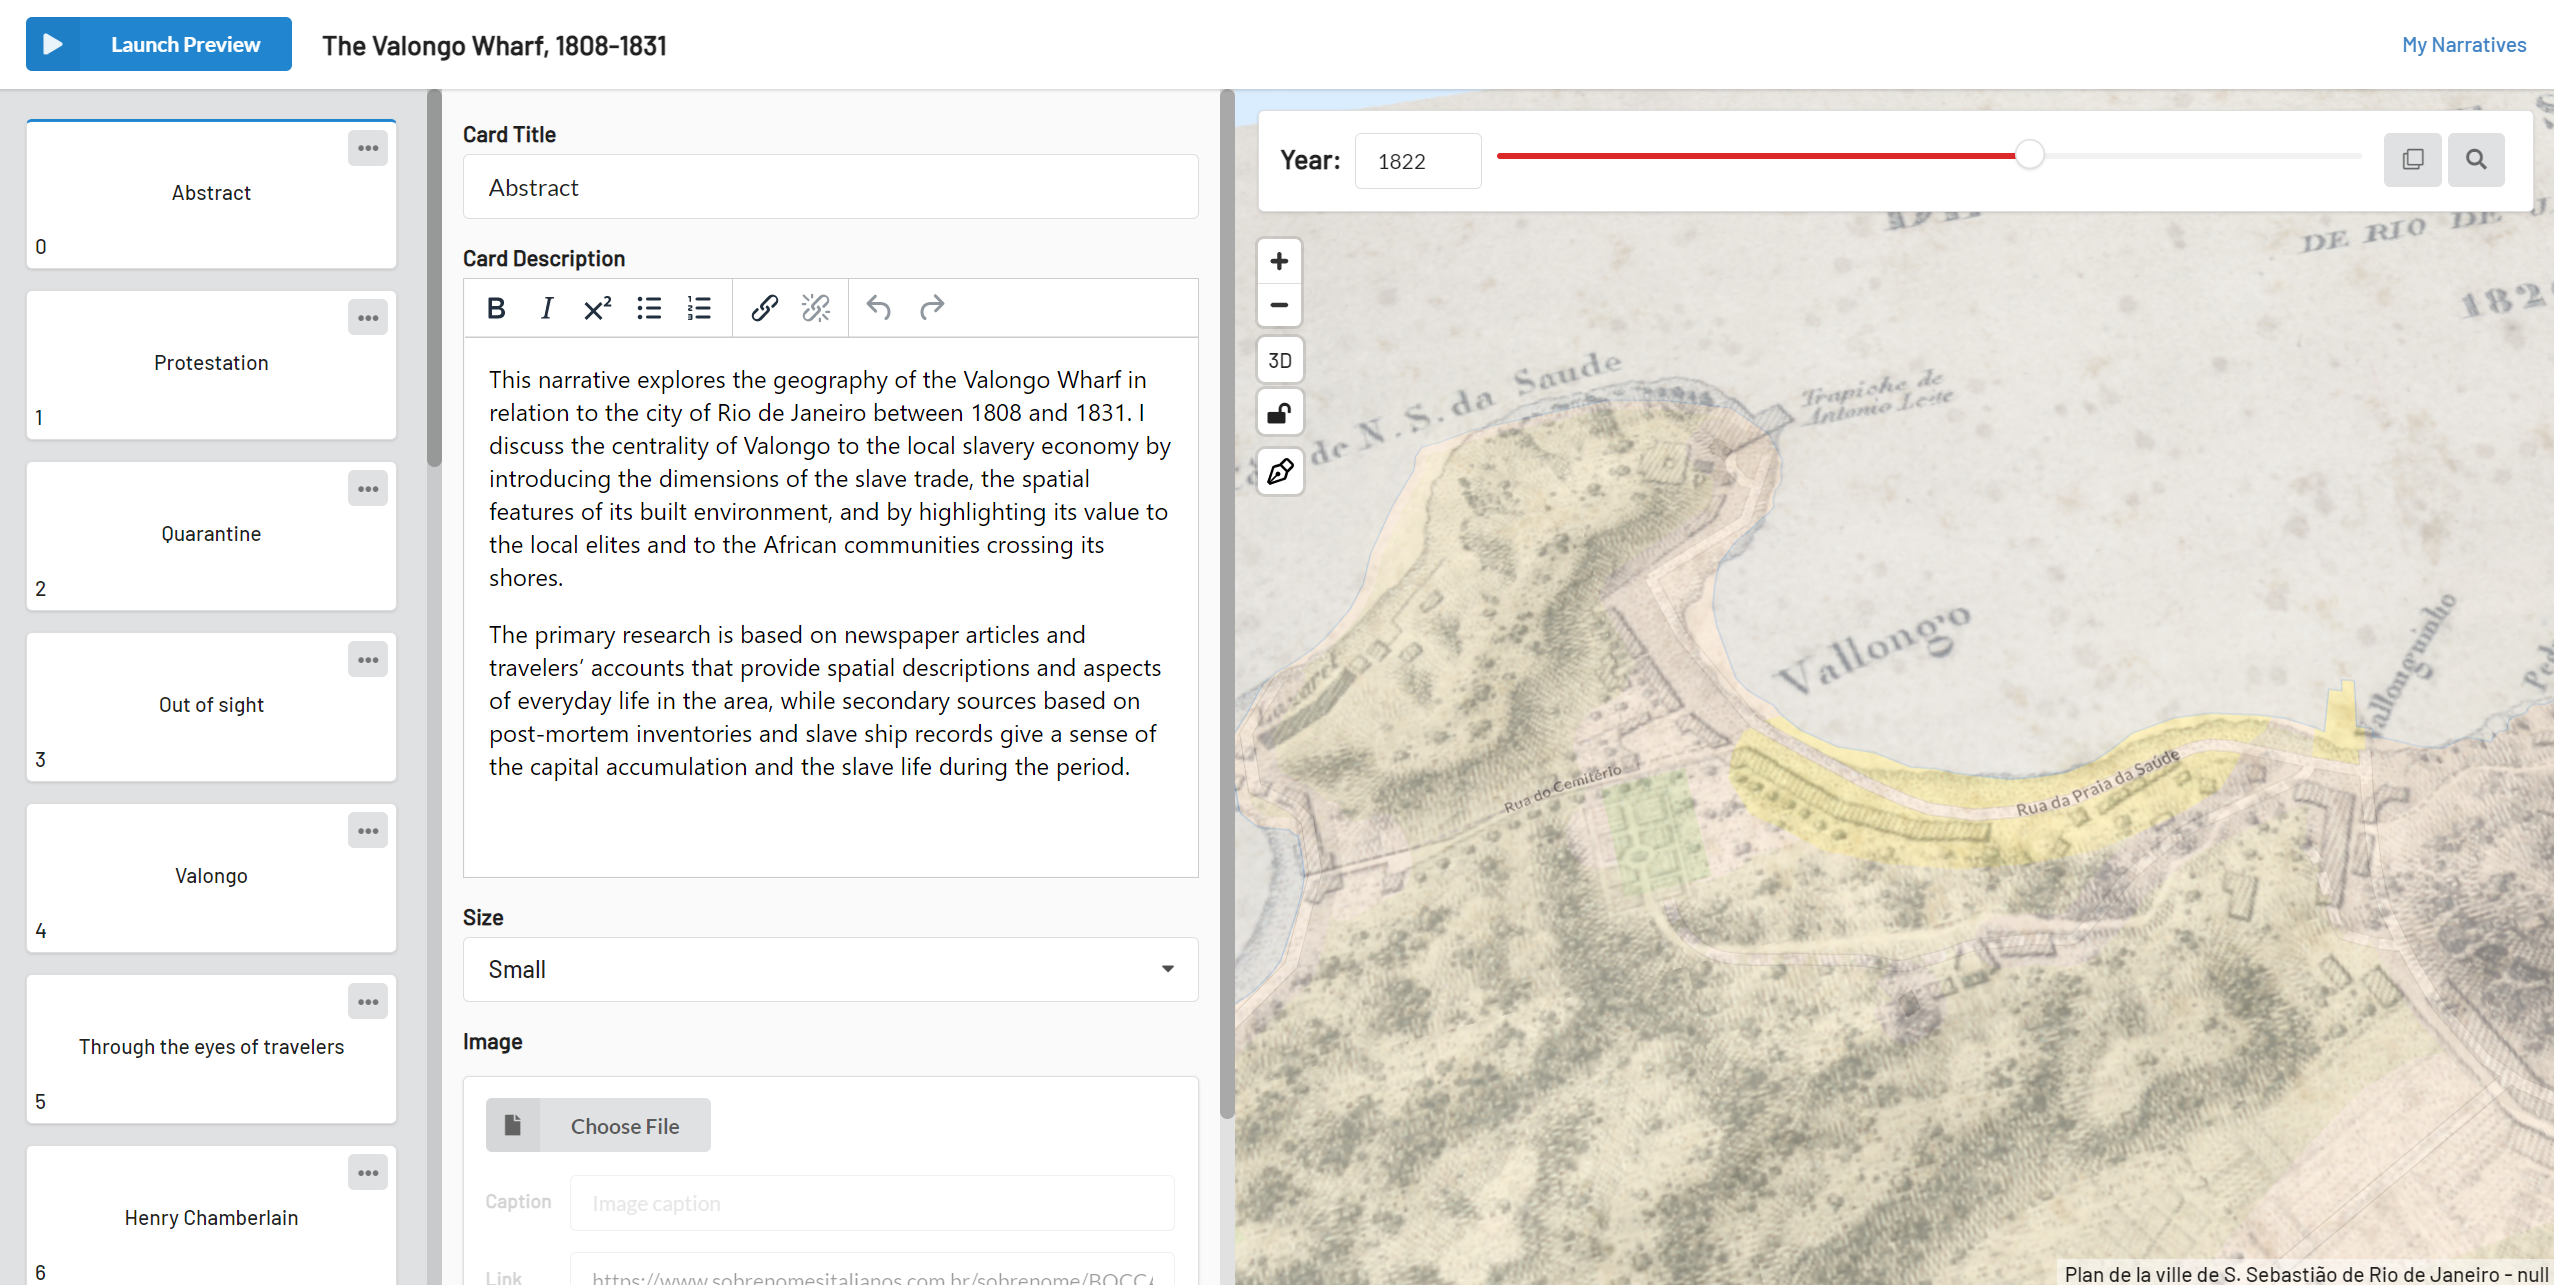 Launch Preview
The Valongo Wharf, 1808-1831
My Narratives
Abstract
0
Protestation
1
Quarantine
2
Out of sight
3
Valongo
4
Through the eyes of travelers
5
Henry Chamberlain
6
Card Title
Abstract
Card Description
B I X²
This narrative explores the geography of the Valongo Wharf in
relation to the city of Rio de Janeiro between 1808 and 1831. I
discuss the centrality of Valongo to the local slavery economy by
introducing the dimensions of the slave trade, the spatial
features of its built environment, and by highlighting its value to
the local elites and to the African communities crossing its
shores.
The primary research is based on newspaper articles and
travelers’ accounts that provide spatial descriptions and aspects
of everyday life in the area, while secondary sources based on
post-mortem inventories and slave ship records give a sense of
the capital accumulation and the slave life during the period.
Size
Small
Image
Choose File
Caption
Image caption
Link
https://www.sobrenomesitalianos.com.br/sobrenome/BOCCA
Year:
1822
+
−
3D
DE RIO DE
182
de N. S. da Saude
Trapiche de
Antonio Leite
Vallongo
Vallonguinho
Lazaret
Rua do Cemitério
Rua da Praia da Saúde
Plan de la ville de S. Sebastião de Rio de Janeiro - null